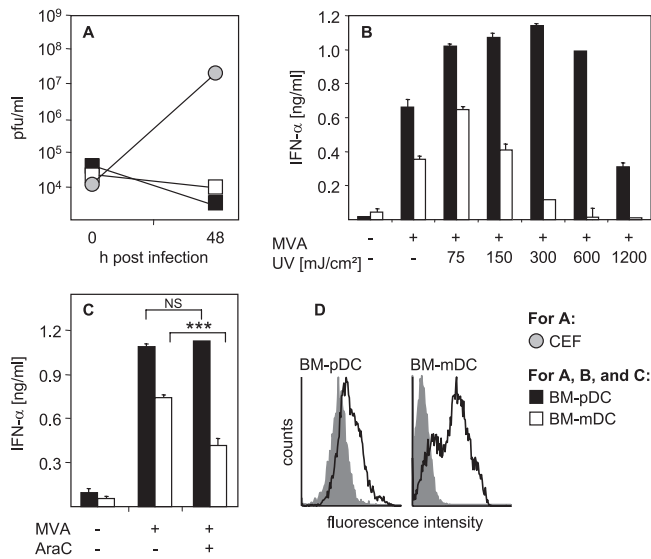 A
pfu/ml
10⁹
10⁸
10⁷
10⁶
10⁵
10⁴
0 48
h post infection
B
IFN-α [ng/ml]
1.2
1.0
0.8
0.6
0.4
0.2
MVA - + + + + + +
UV [mJ/cm²] - - 75 150 300 600 1200
C
NS
***
IFN-α [ng/ml]
1.2
0.9
0.6
0.3
MVA - + +
AraC - - +
D
BM-pDC BM-mDC
counts
fluorescence intensity
For A:
CEF
For A, B, and C:
BM-pDC
BM-mDC